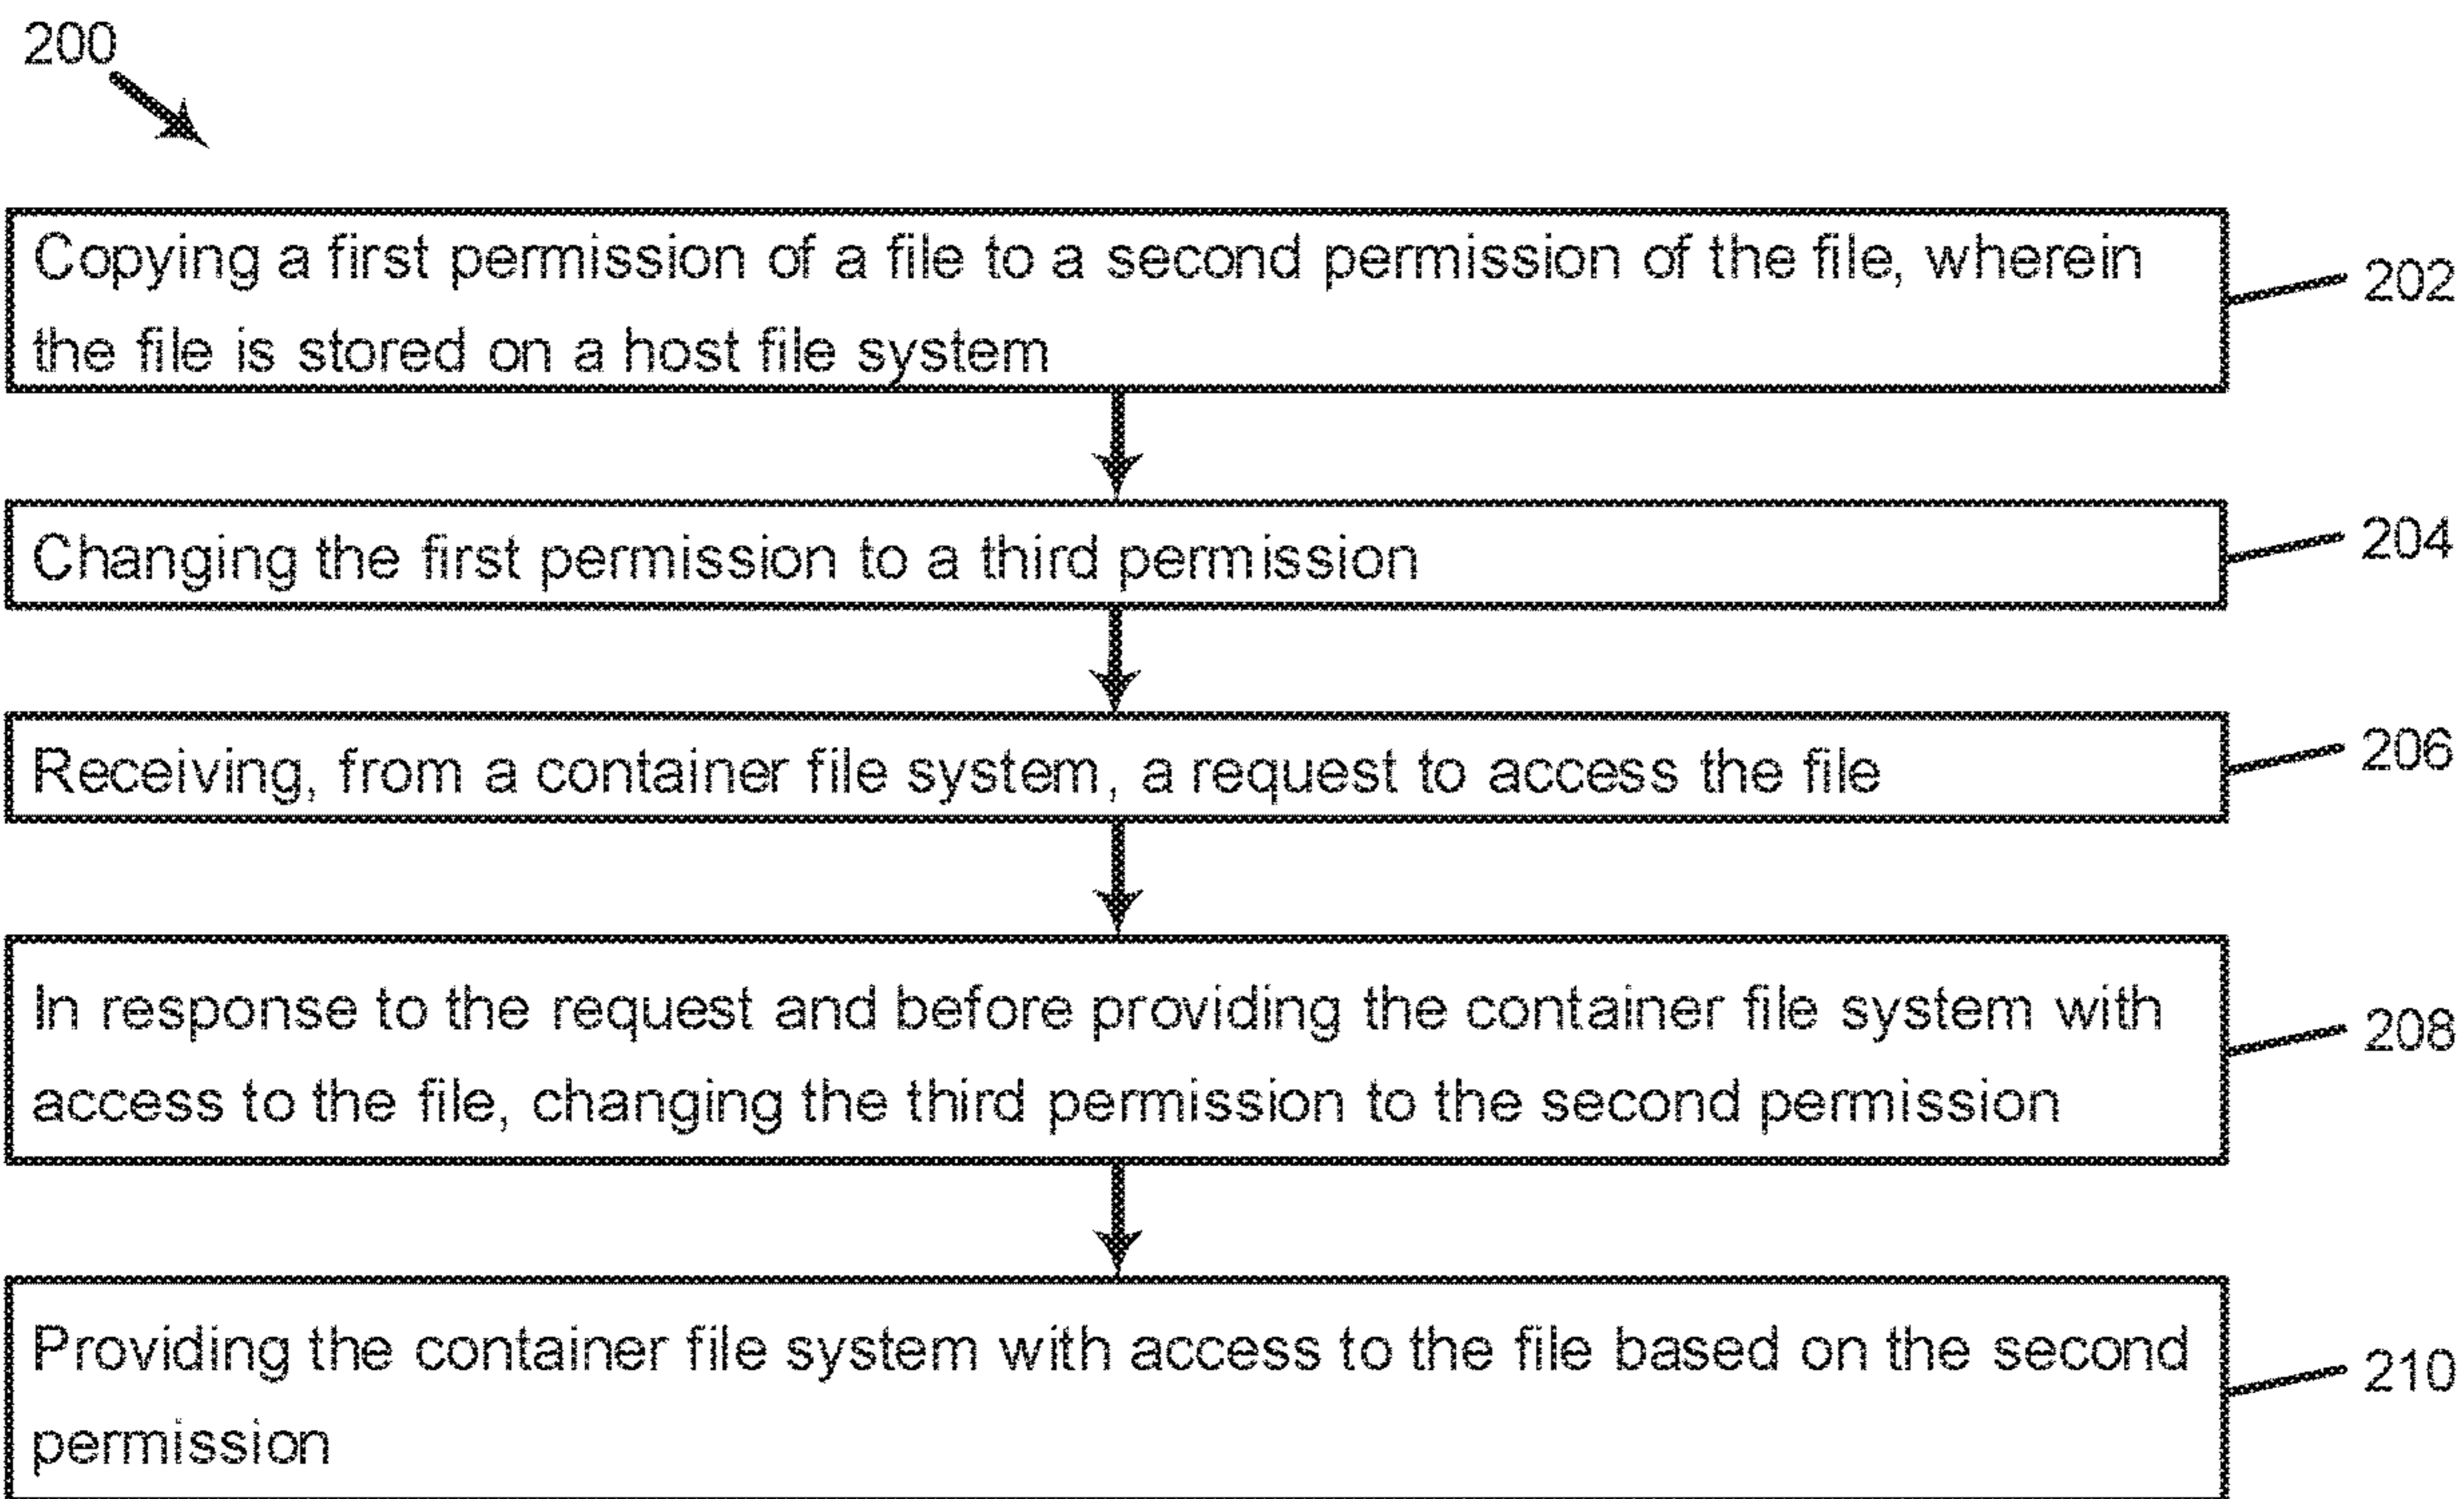 200
Copying a first permission of a file to a second permission of the file, wherein
the file is stored on a host file system
202
Changing the first permission to a third permission
204
Receiving, from a container file system, a request to access the file
206
In response to the request and before providing the container file system with
access to the file, changing the third permission to the second permission
208
Providing the container file system with access to the file based on the second
permission
210